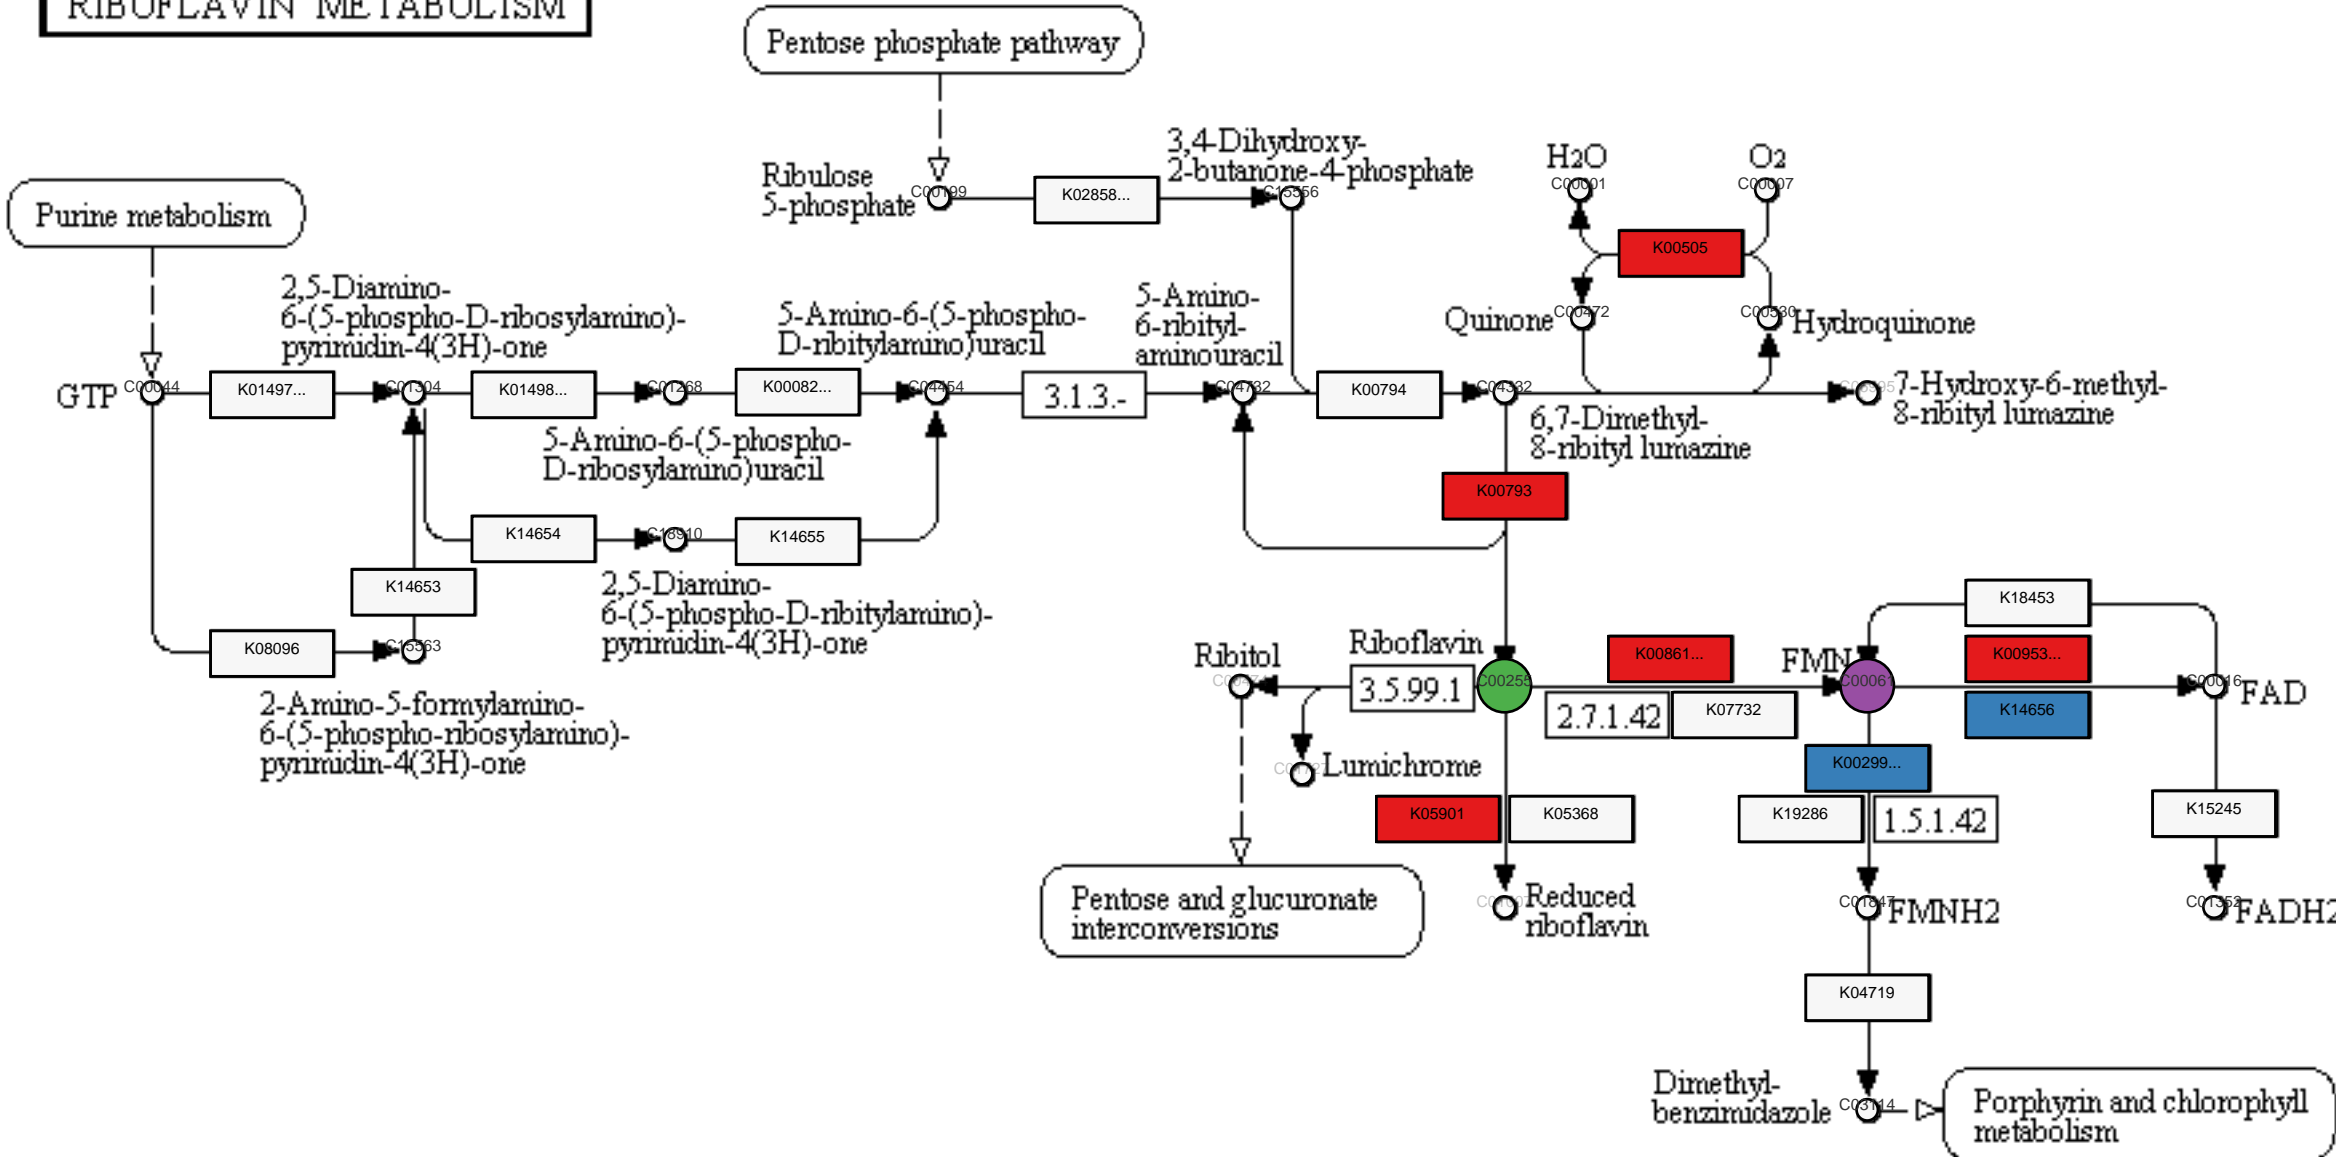 RIBOFLAVIN METABOLISM
Pentose phosphate pathway
3,4-Dihydroxy-
2-butanone-4-phosphate
H2O
O2
C00001
C00007
Ribulose
5-phosphate
C00199
K02858...
C15556
Purine metabolism
K00505
2,5-Diamino-
6-(5-phospho-D-ribosylamino)-
pyrimidin-4(3H)-one
5-Amino-6-(5-phospho-
D-ribitylamino)uracil
5-Amino-
6-ribityl-
aminouracil
Quinone
C00472
C00530
Hydroquinone
GTP
C00044
K01497...
C01304
K01498...
C01268
K00082...
C04454
3.1.3.-
C04732
K00794
C04332
7-Hydroxy-6-methyl-
8-ribityl lumazine
5-Amino-6-(5-phospho-
D-ribosylamino)uracil
6,7-Dimethyl-
8-ribityl lumazine
K00793
K14654
C18910
K14655
K14653
2,5-Diamino-
6-(5-phospho-D-ribitylamino)-
pyrimidin-4(3H)-one
K18453
K08096
C15563
Ribitol
Riboflavin
K00861...
FMN
K00953...
3.5.99.1
C00255
C00061
C00016
FAD
2.7.1.42
K07732
K14656
2-Amino-5-formylamino-
6-(5-phospho-ribosylamino)-
pyrimidin-4(3H)-one
Lumichrome
K00299...
K05901
K05368
K19286
1.5.1.42
K15245
Pentose and glucuronate
interconversions
Reduced
riboflavin
C01847
FMNH2
C01352
FADH2
K04719
Dimethyl-
benzimidazole
C03114
Porphyrin and chlorophyll
metabolism